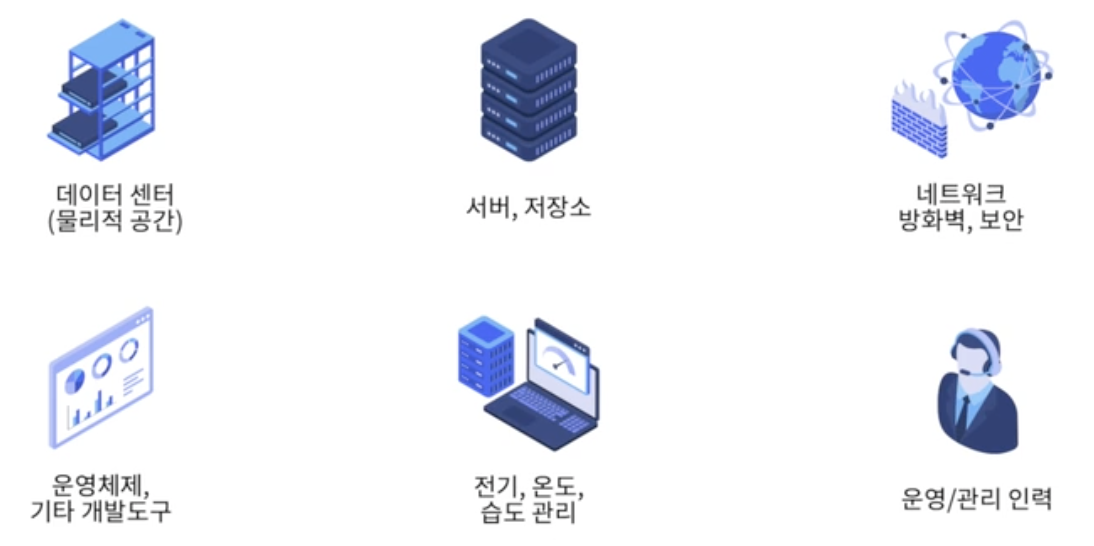 데이터 센터
(물리적 공간)
서버, 저장소
네트워크
방화벽, 보안
운영체제,
기타 개발도구
전기, 온도,
습도 관리
운영/관리 인력